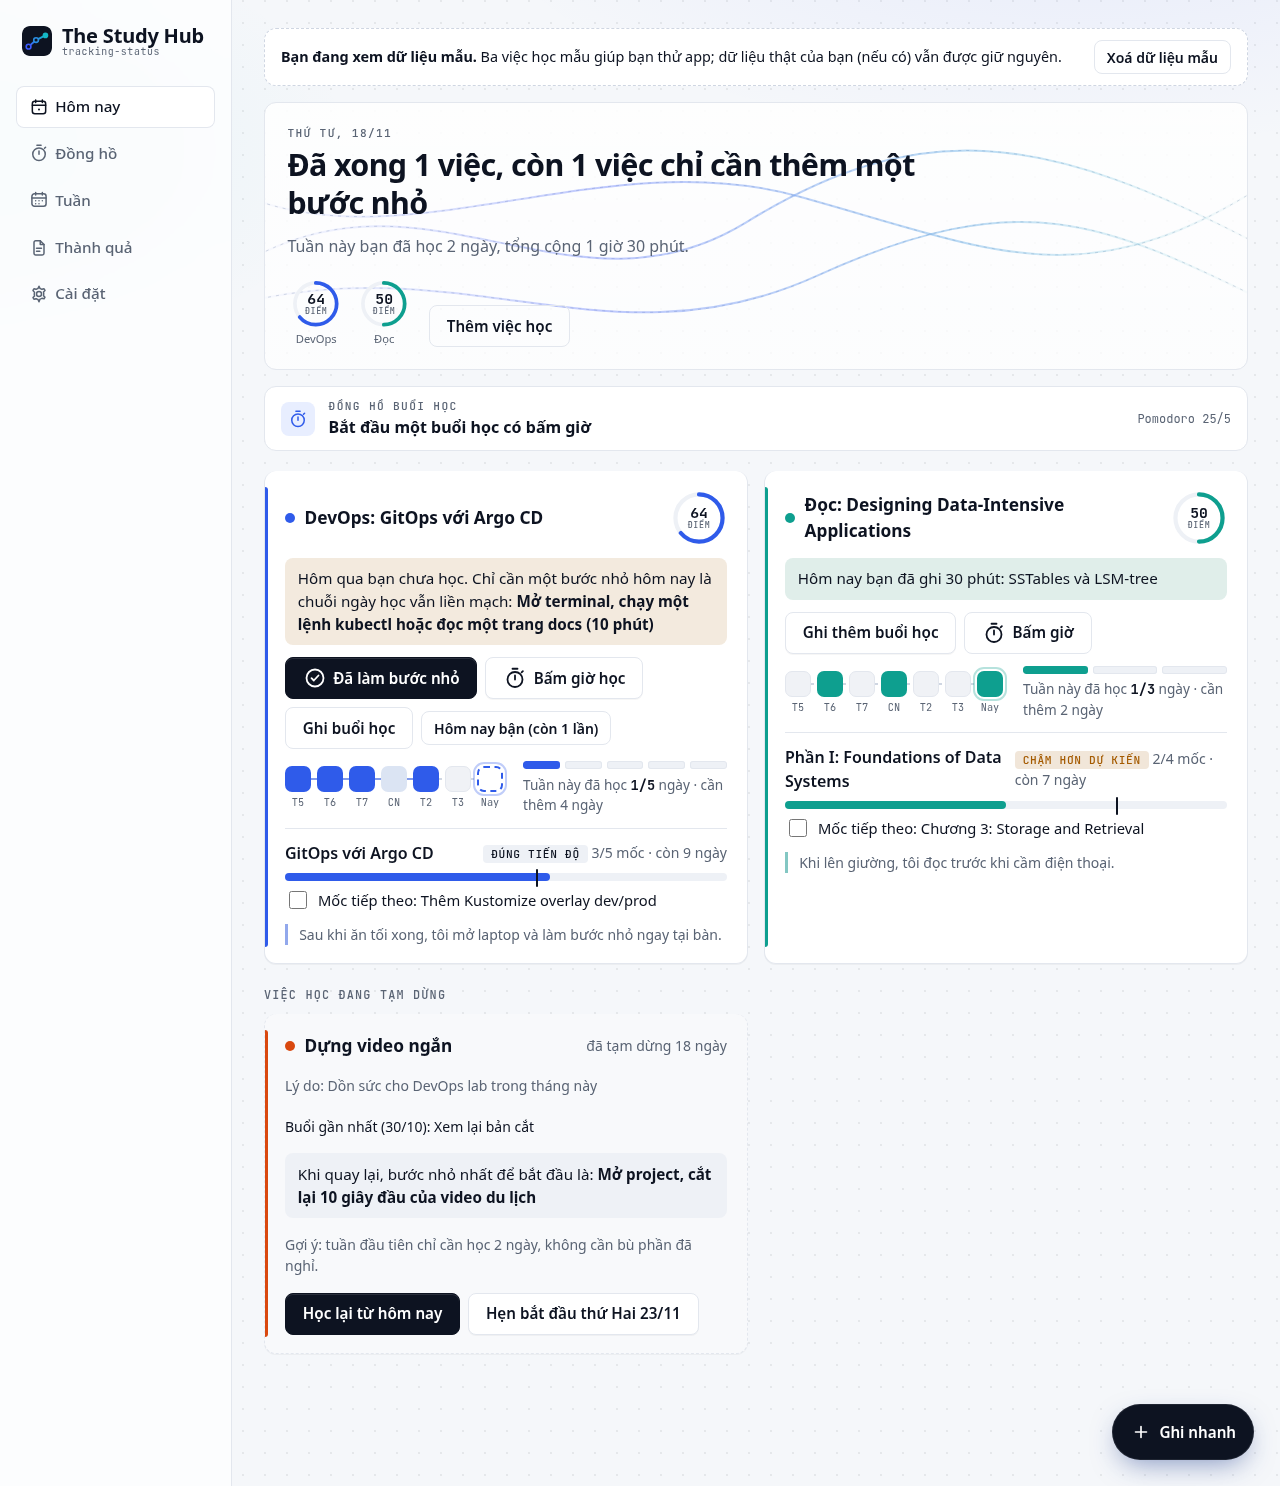 The Study Hub
tracking-status
Hôm nay
Đồng hồ
Tuần
Thành quả
Cài đặt
Bạn đang xem dữ liệu mẫu. Ba việc học mẫu giúp bạn thử app; dữ liệu thật của bạn (nếu có) vẫn được giữ nguyên.
Xoá dữ liệu mẫu
THỨ TƯ, 18/11
Đã xong 1 việc, còn 1 việc chỉ cần thêm một
bước nhỏ
Tuần này bạn đã học 2 ngày, tổng cộng 1 giờ 30 phút.
64
ĐIỂM
DevOps
50
ĐIỂM
Đọc
Thêm việc học
ĐỒNG HỒ BUỔI HỌC
Bắt đầu một buổi học có bấm giờ
Pomodoro 25/5
DevOps: GitOps với Argo CD
64
ĐIỂM
Hôm qua bạn chưa học. Chỉ cần một bước nhỏ hôm nay là
chuỗi ngày học vẫn liền mạch: Mở terminal, chạy một
lệnh kubectl hoặc đọc một trang docs (10 phút)
Đã làm bước nhỏ
Bấm giờ học
Ghi buổi học
Hôm nay bận (còn 1 lần)
T5 T6 T7 CN T2 T3 Nay
Tuần này đã học 1/5 ngày · cần
thêm 4 ngày
GitOps với Argo CD
ĐÚNG TIẾN ĐỘ 3/5 mốc · còn 9 ngày
Mốc tiếp theo: Thêm Kustomize overlay dev/prod
Sau khi ăn tối xong, tôi mở laptop và làm bước nhỏ ngay tại bàn.
Đọc: Designing Data-Intensive
Applications
50
ĐIỂM
Hôm nay bạn đã ghi 30 phút: SSTables và LSM-tree
Ghi thêm buổi học
Bấm giờ
T5 T6 T7 CN T2 T3 Nay
Tuần này đã học 1/3 ngày · cần
thêm 2 ngày
Phần I: Foundations of Data
Systems
CHẬM HƠN DỰ KIẾN 2/4 mốc ·
còn 7 ngày
Mốc tiếp theo: Chương 3: Storage and Retrieval
Khi lên giường, tôi đọc trước khi cầm điện thoại.
VIỆC HỌC ĐANG TẠM DỪNG
Dựng video ngắn
đã tạm dừng 18 ngày
Lý do: Dồn sức cho DevOps lab trong tháng này
Buổi gần nhất (30/10): Xem lại bản cắt
Khi quay lại, bước nhỏ nhất để bắt đầu là: Mở project, cắt
lại 10 giây đầu của video du lịch
Gợi ý: tuần đầu tiên chỉ cần học 2 ngày, không cần bù phần đã
nghỉ.
Học lại từ hôm nay
Hẹn bắt đầu thứ Hai 23/11
Ghi nhanh